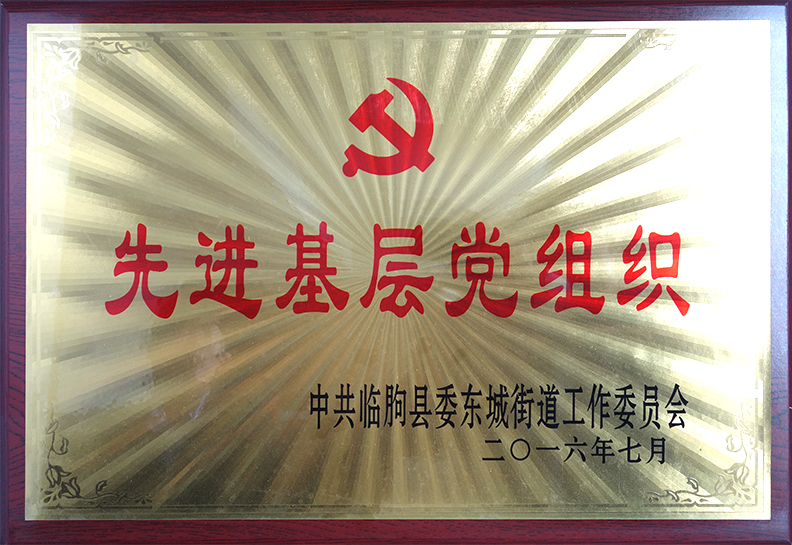 先进基层党组织
中共临朐县委东城街道工作委员会
二〇一六年七月